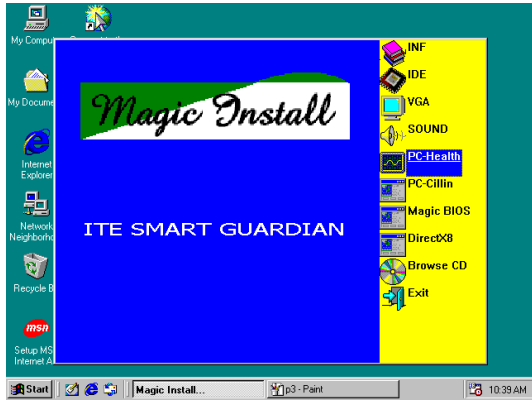 My Compu
My Docume
Internet
Explorer
Network
Neighborho
Recycle B
msn
Setup MS
Internet A
Magic Install
ITE SMART GUARDIAN
INF
IDE
VGA
SOUND
PC-Health
PC-Cillin
Magic BIOS
DirectX8
Browse CD
Exit
Start
Magic Install...
p3 - Paint
10:39 AM